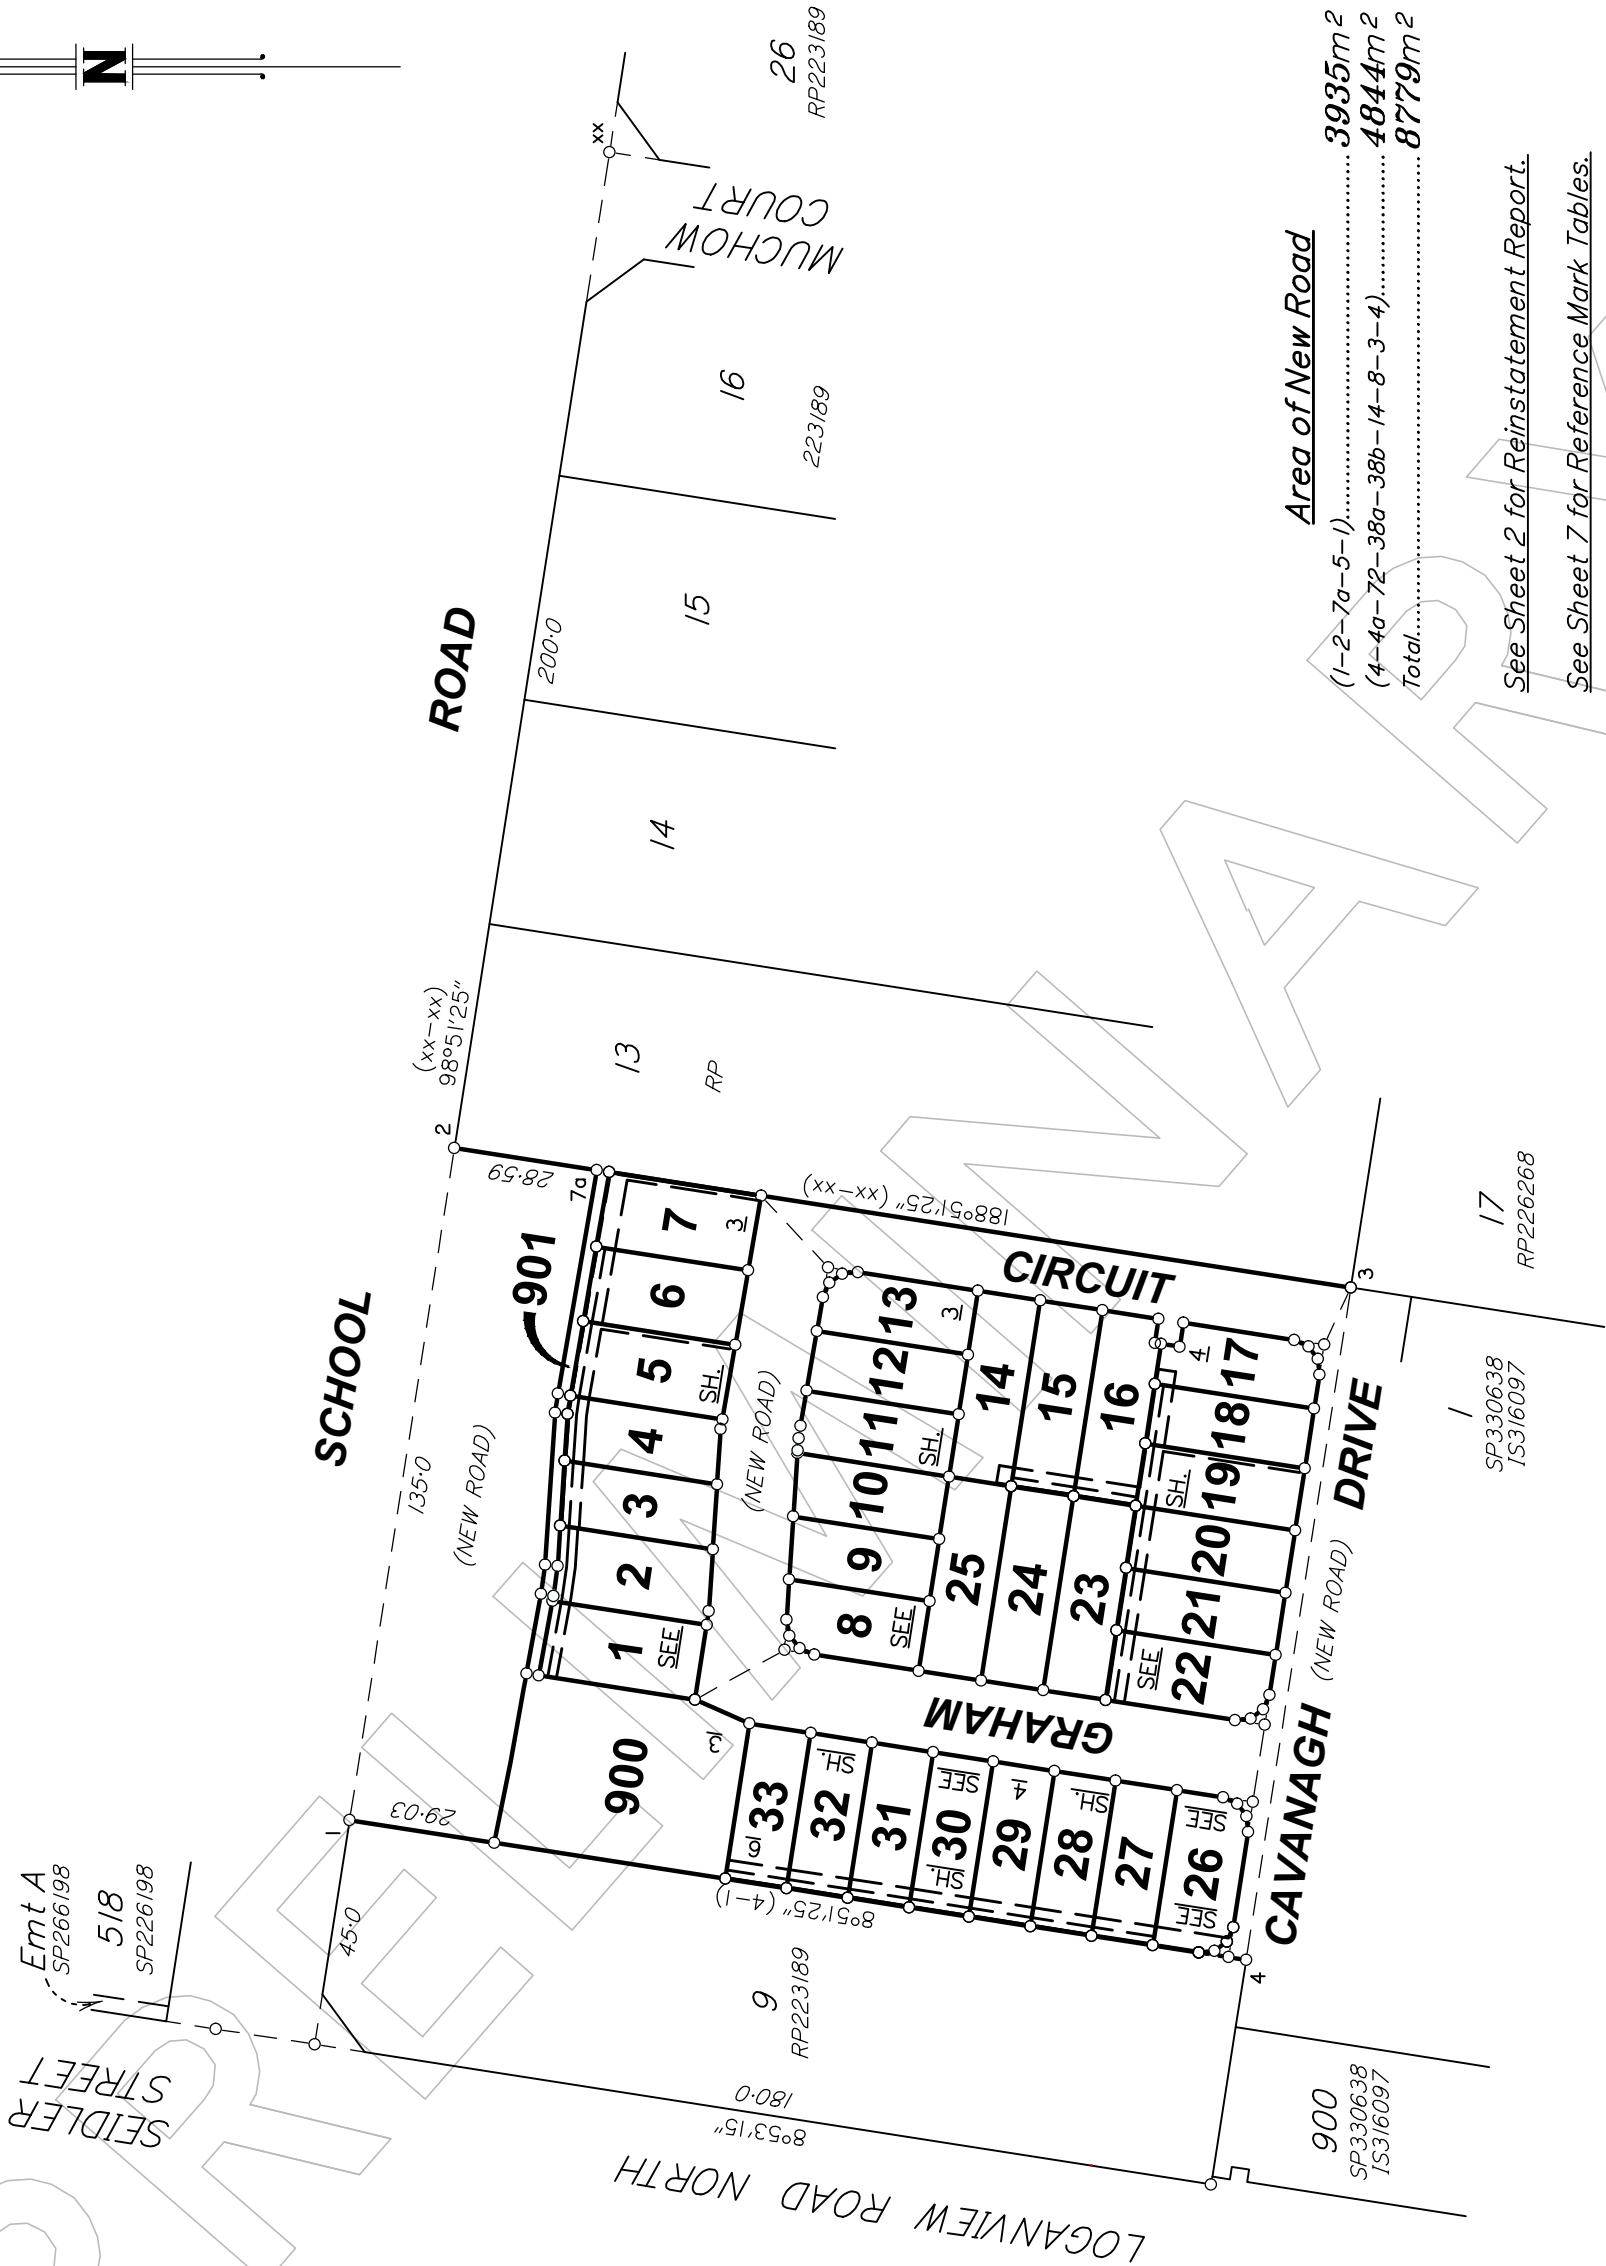 N
Emt A
SP266198
518
SP226198
SEIDLER
STREET
45·0
1
29·03
SCHOOL
ROAD
135·0
(NEW ROAD)
2
(xx–xx)
98°51'25"
28·59
7a
200·0
xx
26
RP223189
MUCHOW
COURT
13
RP
14
15
16
223189
901
900
1
2
3
4
5
6
7
SEE
SH.
3
(NEW ROAD)
188°51'25" (xx–xx)
8
9
10
11
12
13
SEE
SH.
3
14
15
16
25
24
23
CIRCUIT
GRAHAM
3
33
32
31
30
29
28
27
26
6
SH.
SEE
SH.
4
SH.
SEE
SEE
8°51'25" (4–1)
22
21
20
19
18
17
SEE
SH.
4
CAVANAGH
DRIVE
(NEW ROAD)
3
4
9
RP223189
180·0
8°53'15"
LOGANVIEW ROAD NORTH
900
SP330638
IS316097
1
SP330638
IS316097
17
RP226268
Area of New Road
(1–2–7a–5–1) 3935m2
(4–4a–72–38a–38b–14–8–3–4) 4844m2
Total 8779m2
See Sheet 2 for Reinstatement Report.
See Sheet 7 for Reference Mark Tables.